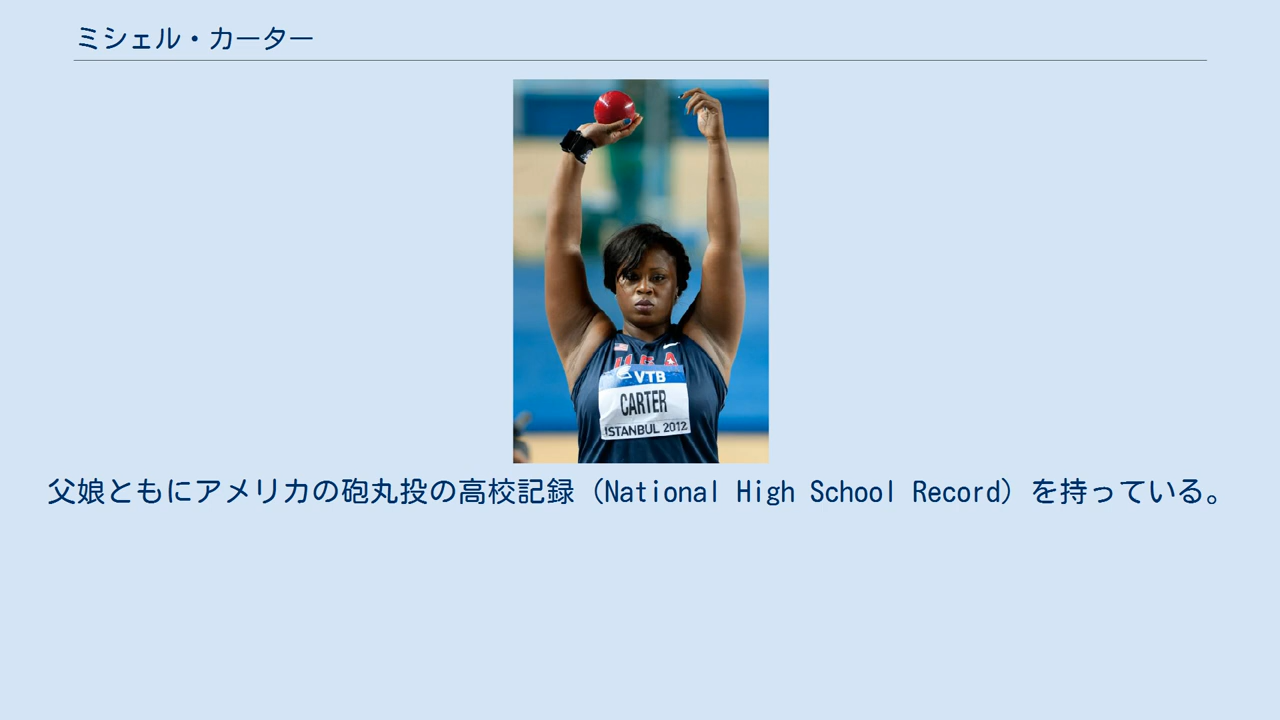 ミシェル・カーター
USA
VTB
CARTER
ISTANBUL 2012
父娘ともにアメリカの砲丸投の高校記録（National High School Record）を持っている。